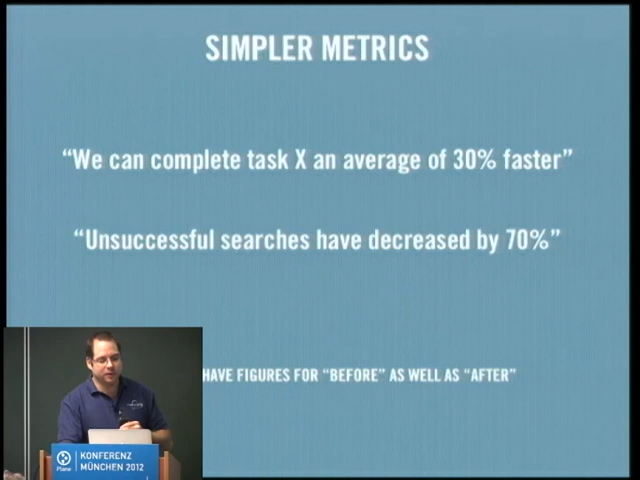 SIMPLER METRICS
“We can complete task X an average of 30% faster”
“Unsuccessful searches have decreased by 70%”
HAVE FIGURES FOR “BEFORE” AS WELL AS “AFTER”
Plone
KONFERENZ
MÜNCHEN 2012